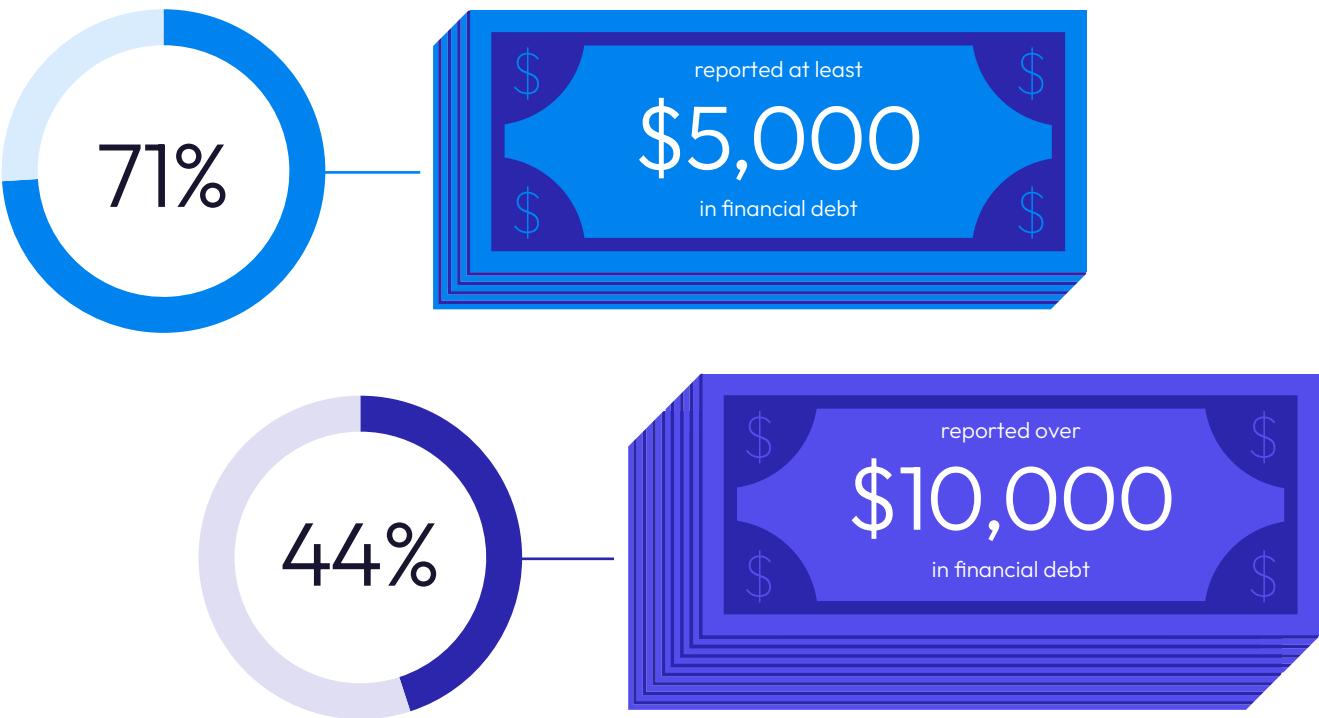 71%
$ $
reported at least
$5,000
in financial debt
$ $
44%
$ $
reported over
$10,000
in financial debt
$ $